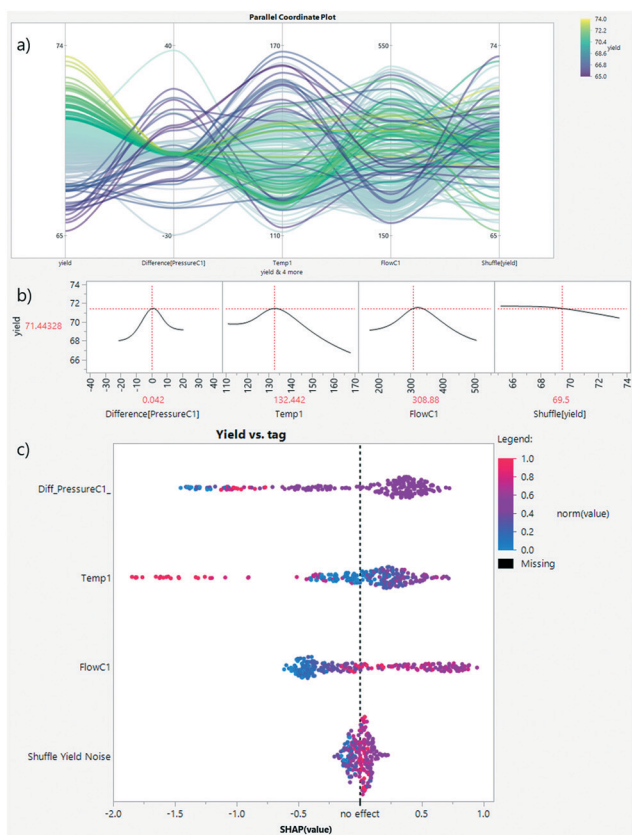 Parallel Coordinate Plot
a)
74 40 170 550 74
74.0
72.2
70.4
68.6
66.8
65.0
yield
65 -30 110 150 65
yield Difference[PressureC1] Temp1 FlowC1 Shuffle[yield]
yield & 4 more
b)
yield
71.44328
74
72
70
68
66
-40 -30 -20 -10 0 10 20 30 40 110 120 130 140 150 160 170 200 300 400 500 66 68 70 72 74
0.042 132.442 308.88 69.5
Difference[PressureC1] Temp1 FlowC1 Shuffle[yield]
c)
Yield vs. tag
Legend:
1.0
0.8
0.6
0.4
0.2
0.0
norm(value)
Missing
Diff_PressureC1_
Temp1
FlowC1
Shuffle Yield Noise
-2.0 -1.5 -1.0 -0.5 no effect 0.5 1.0
SHAP(value)